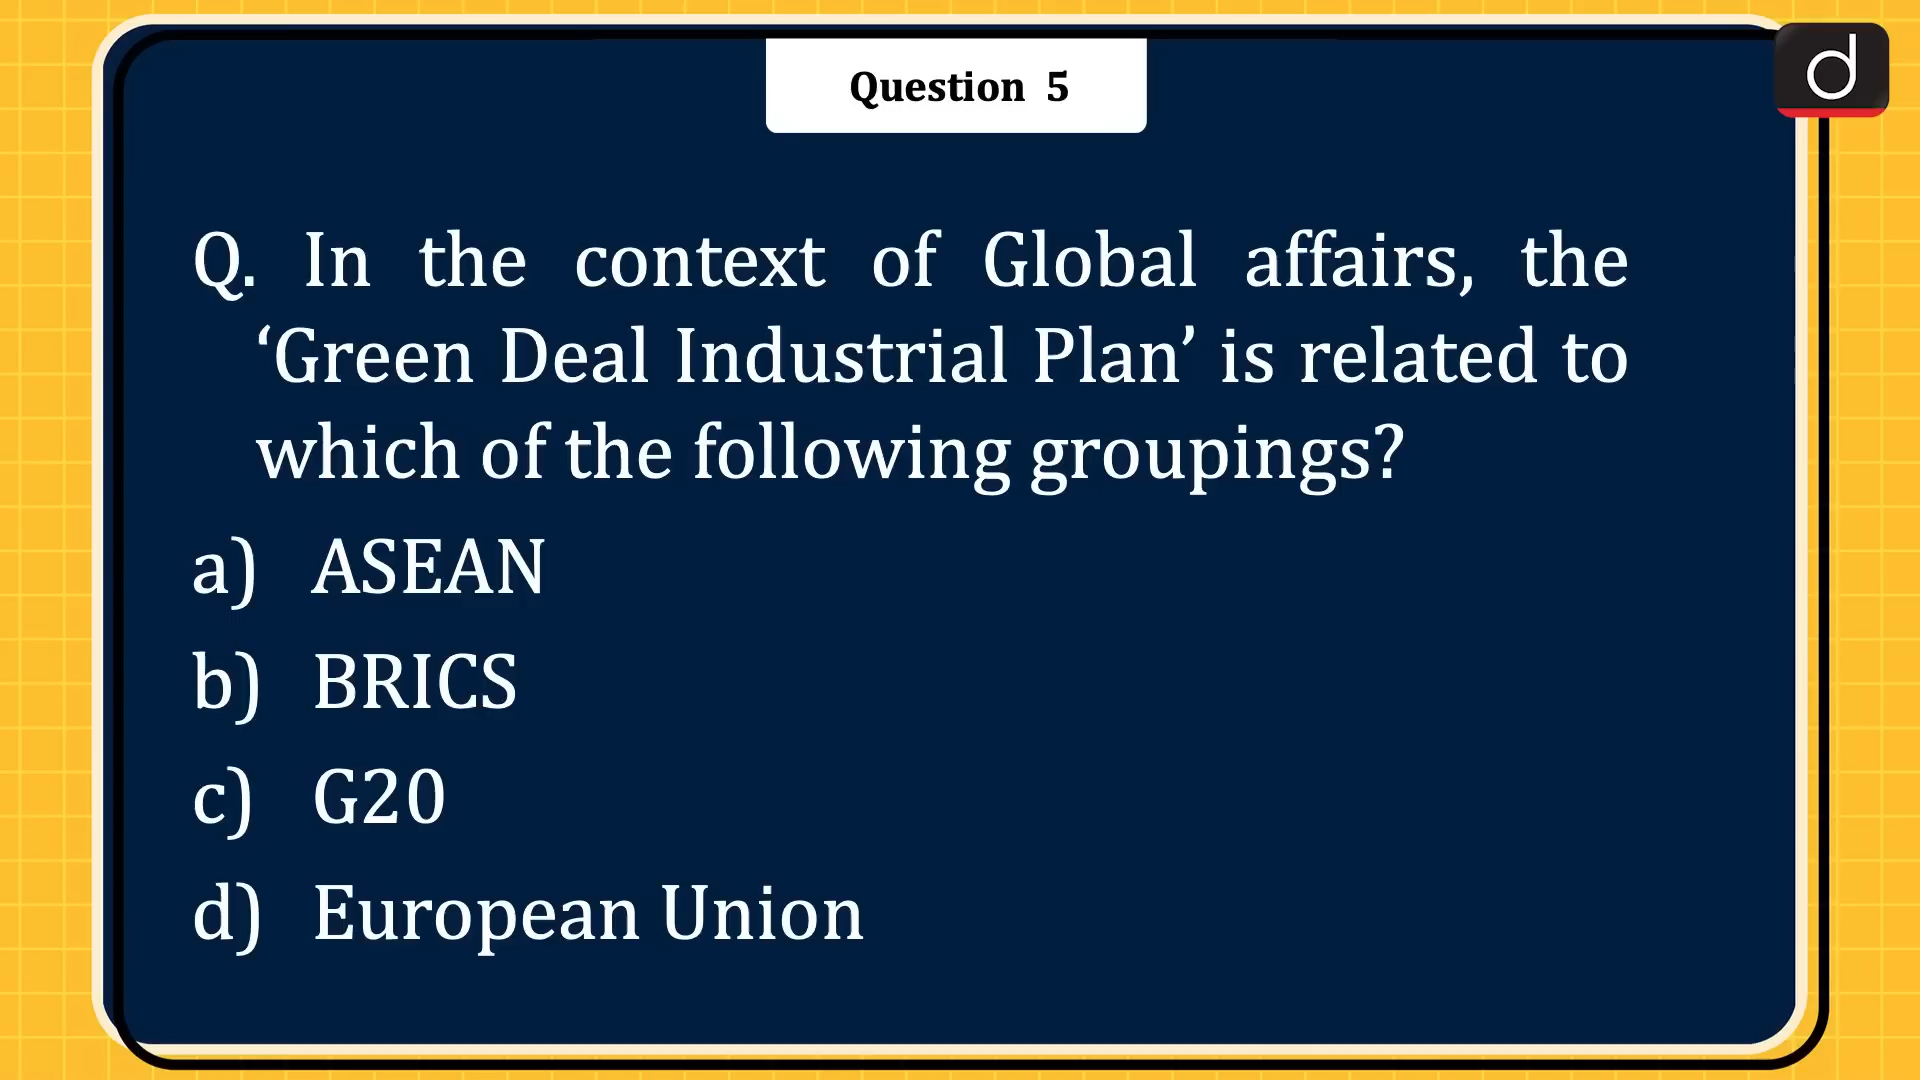 Question 5
d
Q. In the context of Global affairs, the
‘Green Deal Industrial Plan’ is related to
which of the following groupings?
a) ASEAN
b) BRICS
c) G20
d) European Union